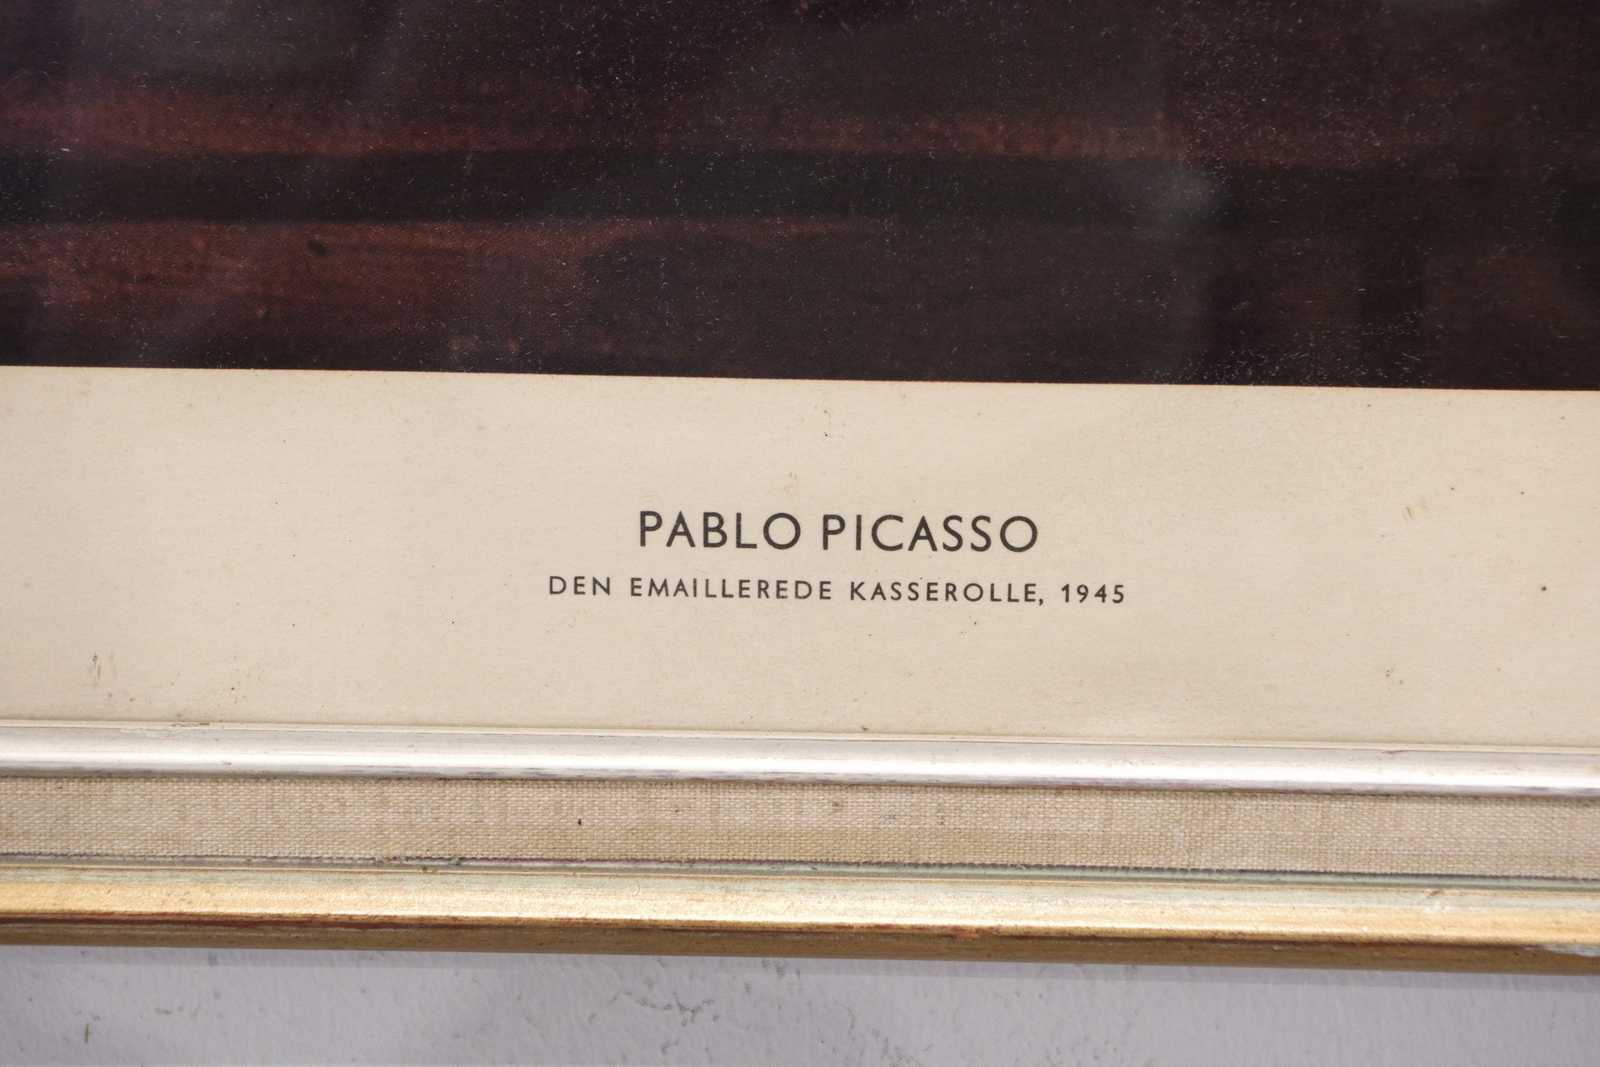 PABLO PICASSO
DEN EMAILLEREDE KASSEROLLE, 1945